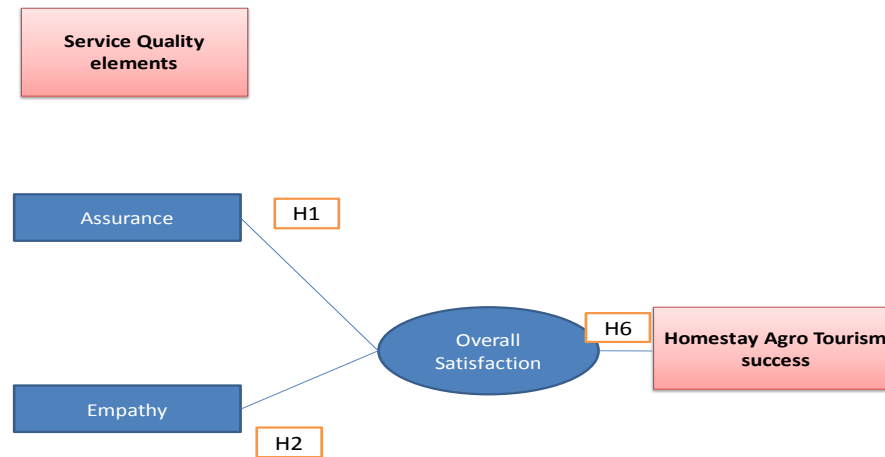 Service Quality
elements
Assurance
H1
Overall
Satisfaction
H6
Homestay Agro Tourism
success
Empathy
H2